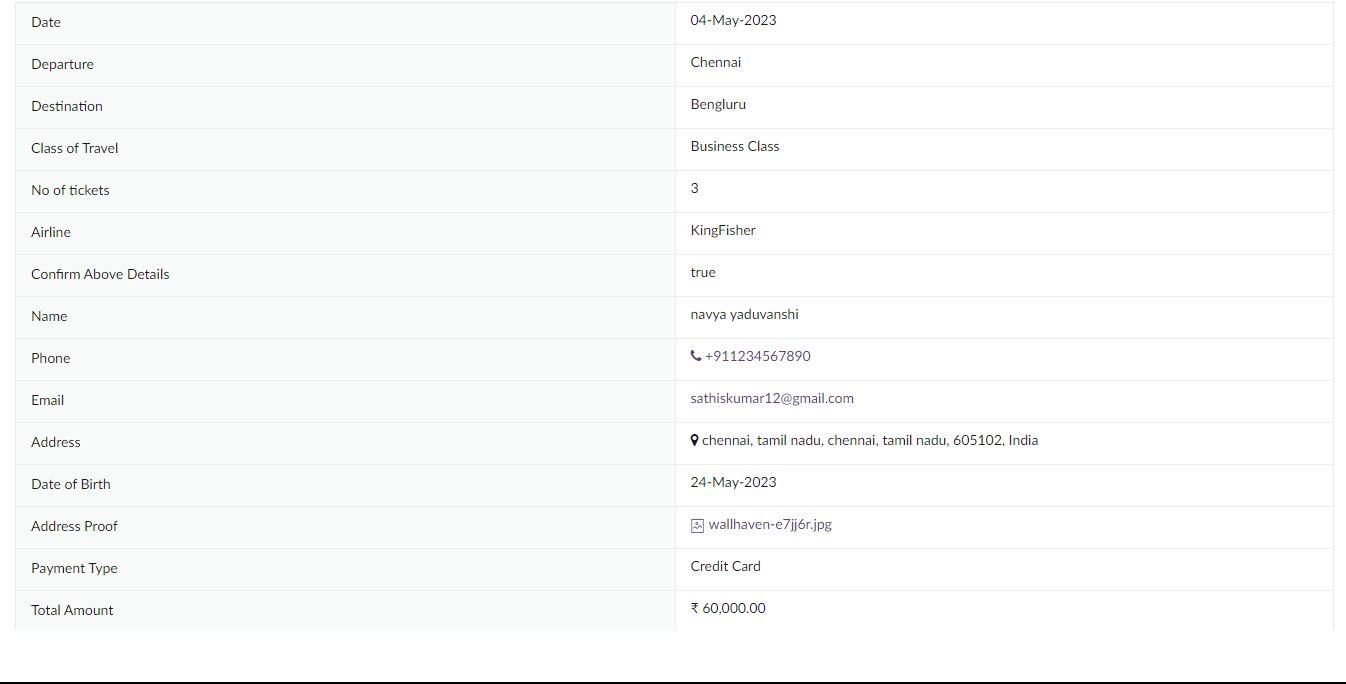 Date 04-May-2023
Departure Chennai
Destination Bengluru
Class of Travel Business Class
No of tickets 3
Airline KingFisher
Confirm Above Details true
Name navya yaduvanshi
Phone +911234567890
Email sathiskumar12@gmail.com
Address chennai, tamil nadu, chennai, tamil nadu, 605102, India
Date of Birth 24-May-2023
Address Proof wallhaven-e7jj6r.jpg
Payment Type Credit Card
Total Amount ₹ 60,000.00